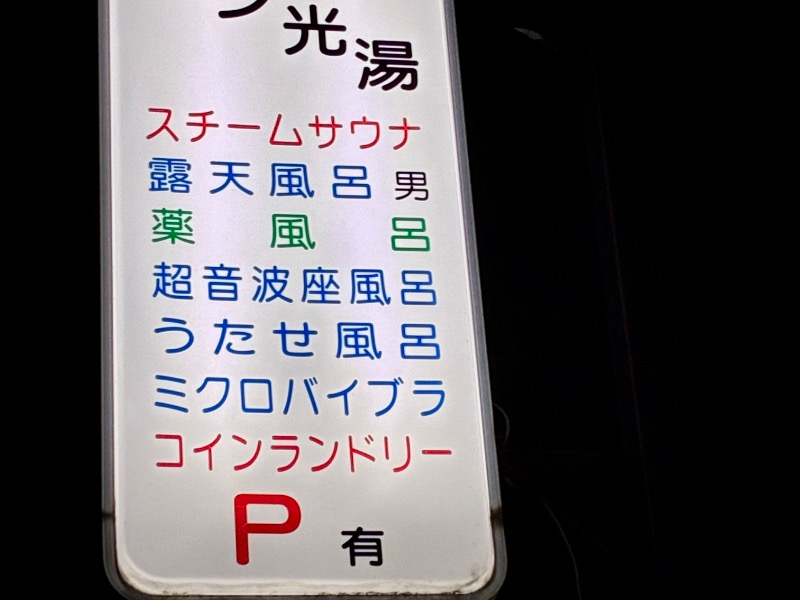 光湯
スチームサウナ
露天風呂 男
薬風呂
超音波座風呂
うたせ風呂
ミクロバイブラ
コインランドリー
P 有